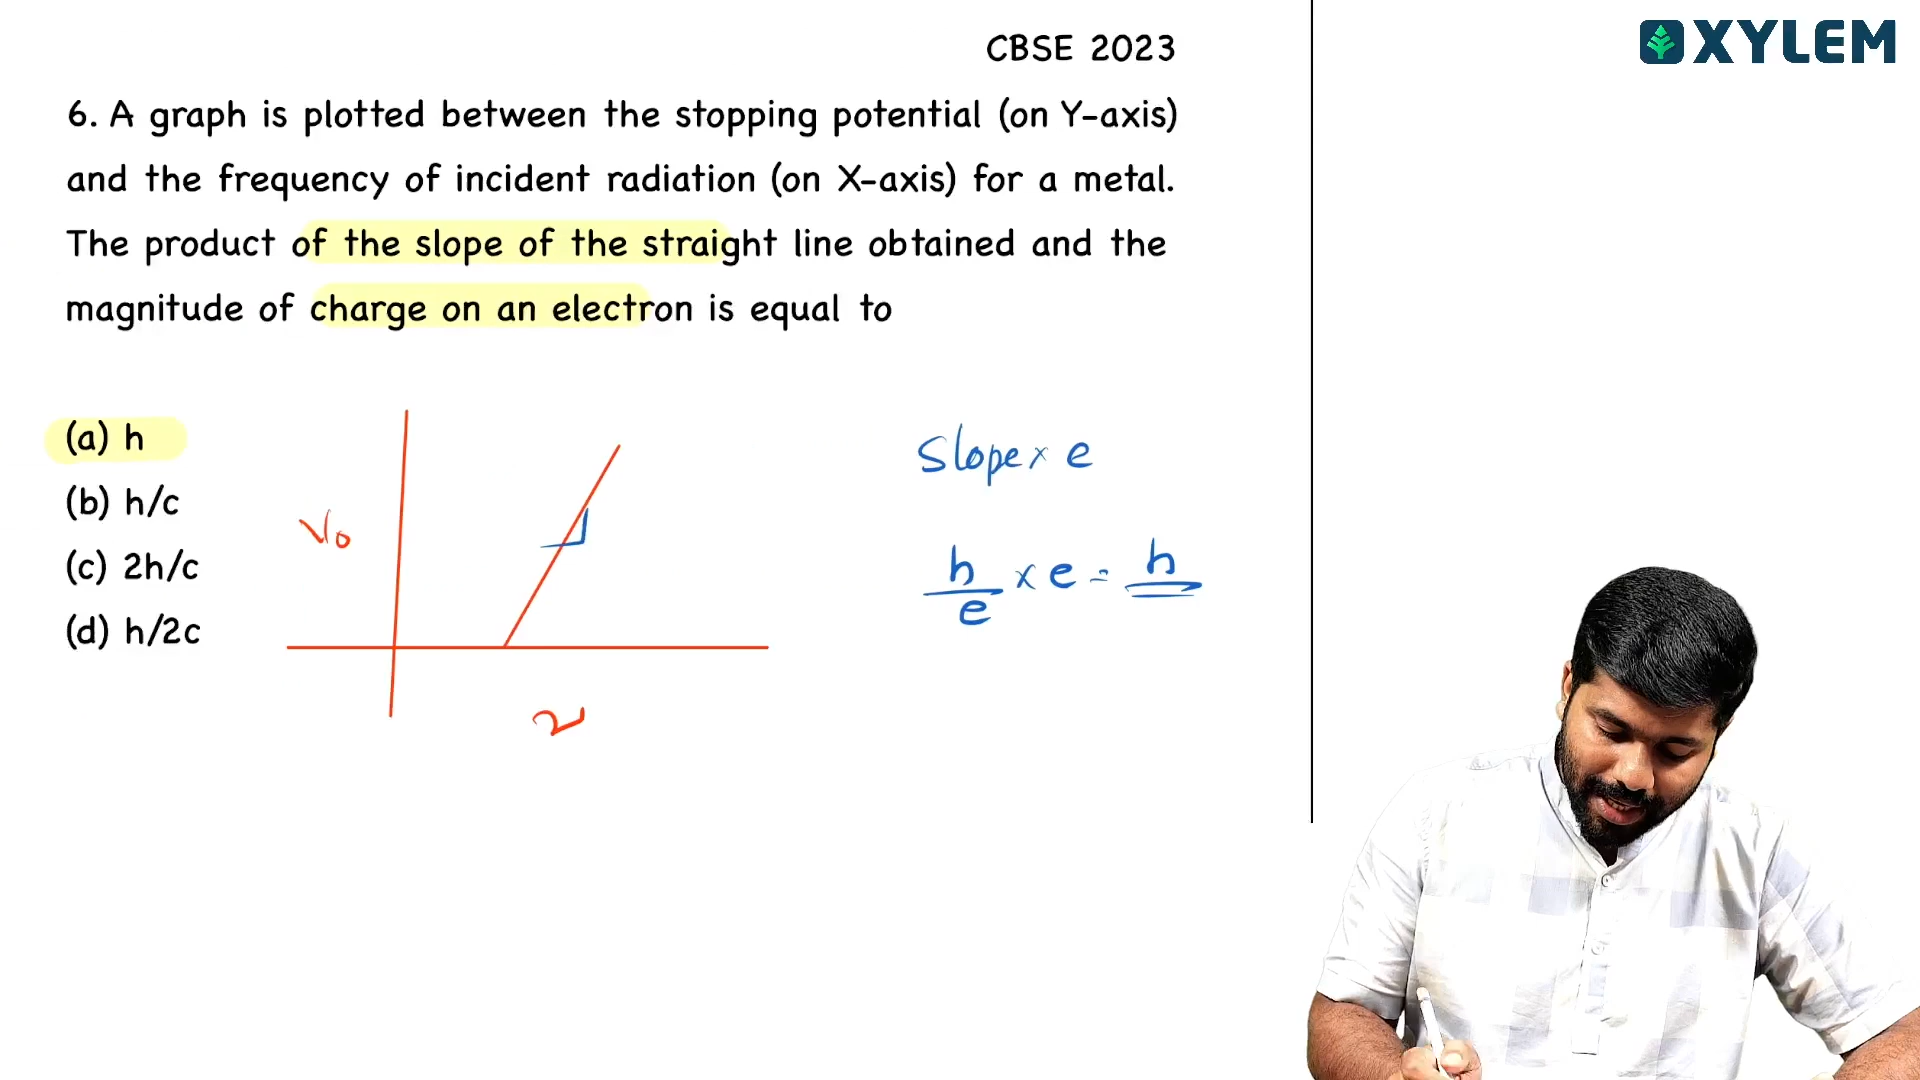 CBSE 2023
XYLEM
6. A graph is plotted between the stopping potential (on Y-axis)
and the frequency of incident radiation (on X-axis) for a metal.
The product of the slope of the straight line obtained and the
magnitude of charge on an electron is equal to
(a) h
(b) h/c
(c) 2h/c
(d) h/2c
V₀
ν
Slope × e
h/e × e = h